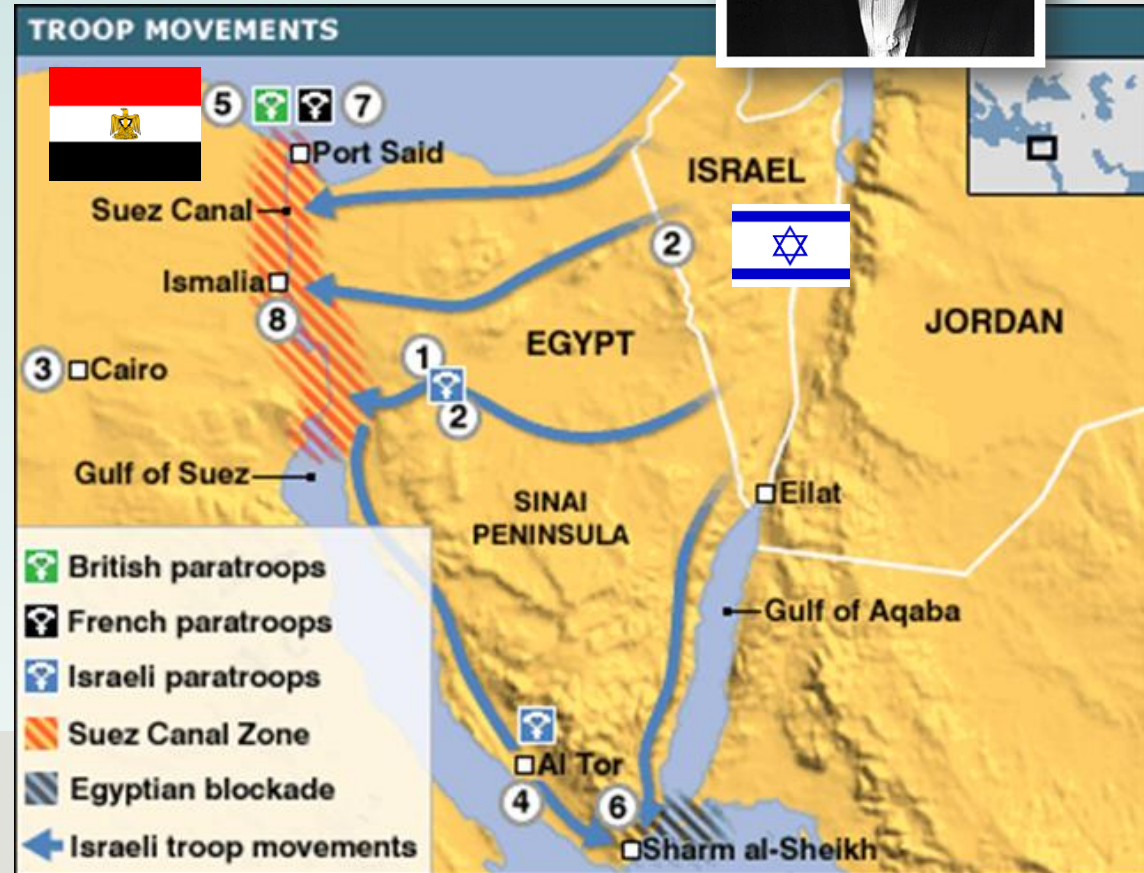 TROOP MOVEMENTS
5
7
Port Said
ISRAEL
Suez Canal
2
Ismalia
8
EGYPT
JORDAN
1
3
Cairo
2
Gulf of Suez
Eilat
SINAI
PENINSULA
British paratroops
French paratroops
Israeli paratroops
Suez Canal Zone
Egyptian blockade
Israeli troop movements
Gulf of Aqaba
Al Tor
4
6
Sharm al-Sheikh